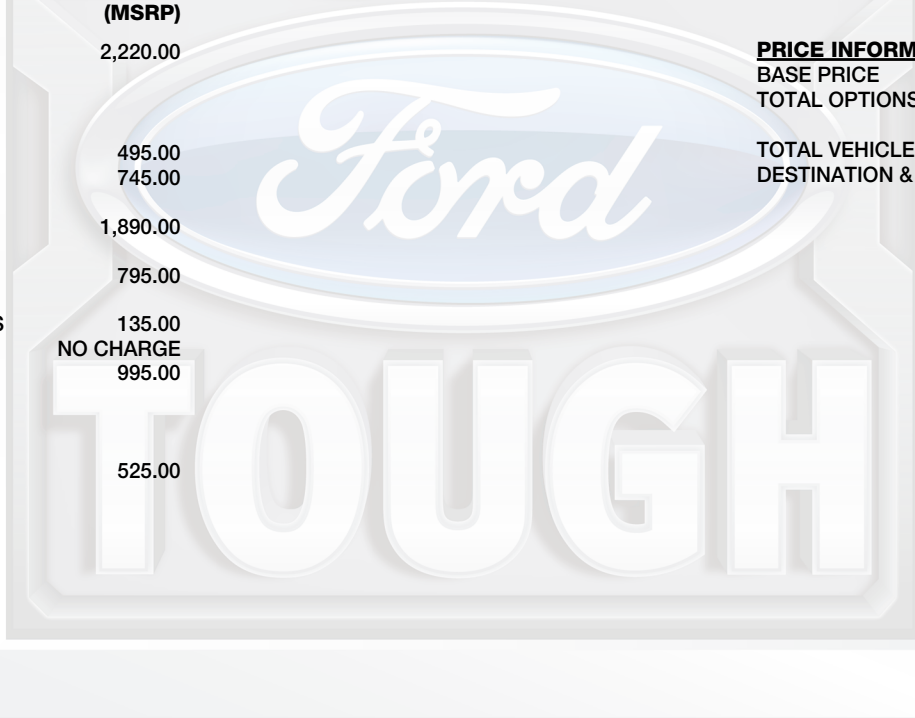 (MSRP)
2,220.00
495.00
745.00
1,890.00
795.00
S 135.00
NO CHARGE
995.00
525.00
PRICE INFORM
BASE PRICE
TOTAL OPTIONS
TOTAL VEHICLE
DESTINATION &
Ford
TOUGH